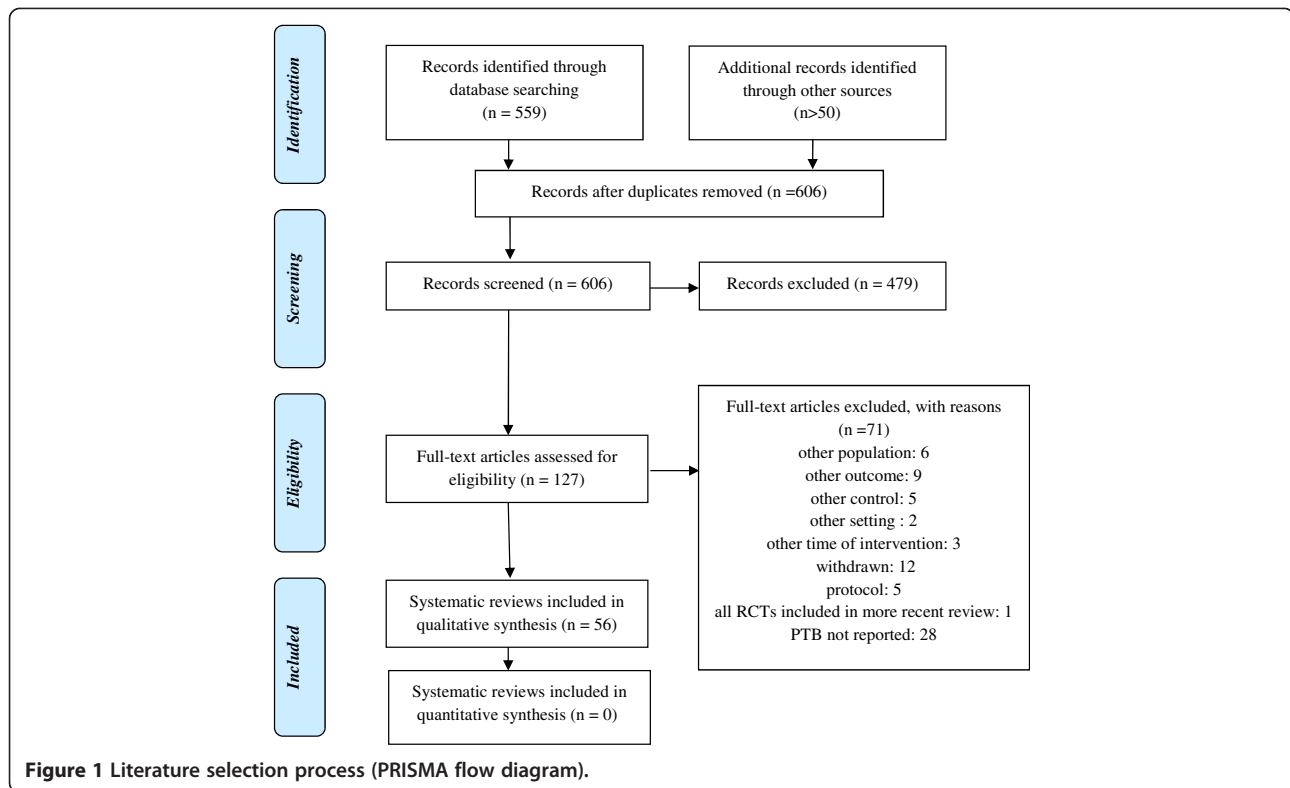 Identification
Records identified through
database searching
(n = 559)
Additional records identified
through other sources
(n>50)
Records after duplicates removed (n =606)
Screening
Records screened (n = 606)
Records excluded (n = 479)
Eligibility
Full-text articles assessed for
eligibility (n = 127)
Full-text articles excluded, with reasons
(n =71)
other population: 6
other outcome: 9
other control: 5
other setting : 2
other time of intervention: 3
withdrawn: 12
protocol: 5
all RCTs included in more recent review: 1
PTB not reported: 28
Included
Systematic reviews included in
qualitative synthesis (n = 56)
Systematic reviews included in
quantitative synthesis (n = 0)
Figure 1 Literature selection process (PRISMA flow diagram).